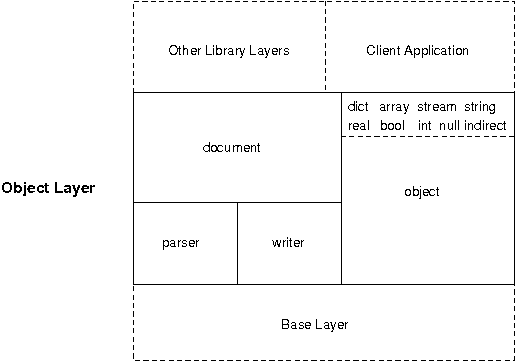 Other Library Layers
Client Application
dict array stream string
real bool int null indirect
document
Object Layer
object
parser
writer
Base Layer